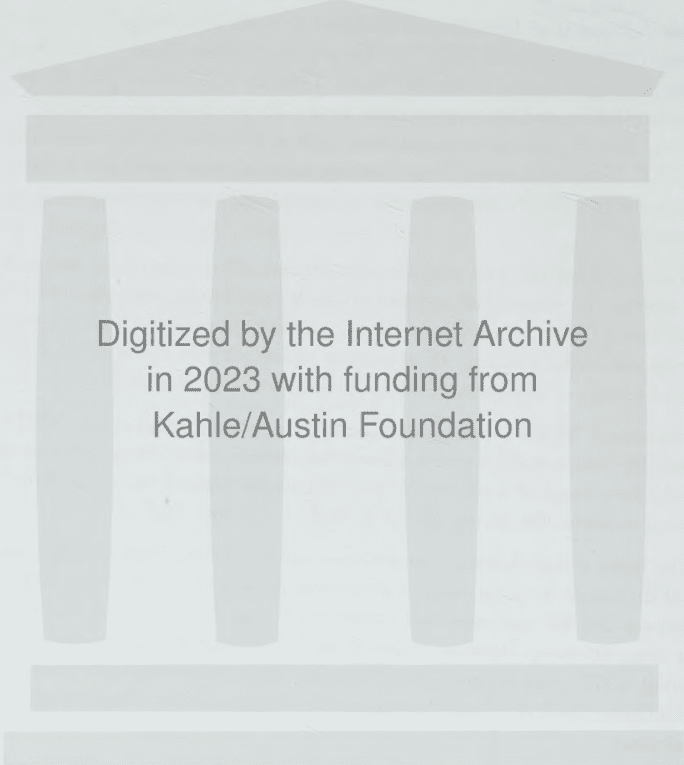 Digitized by the Internet Archive
in 2023 with funding from
Kahle/Austin Foundation